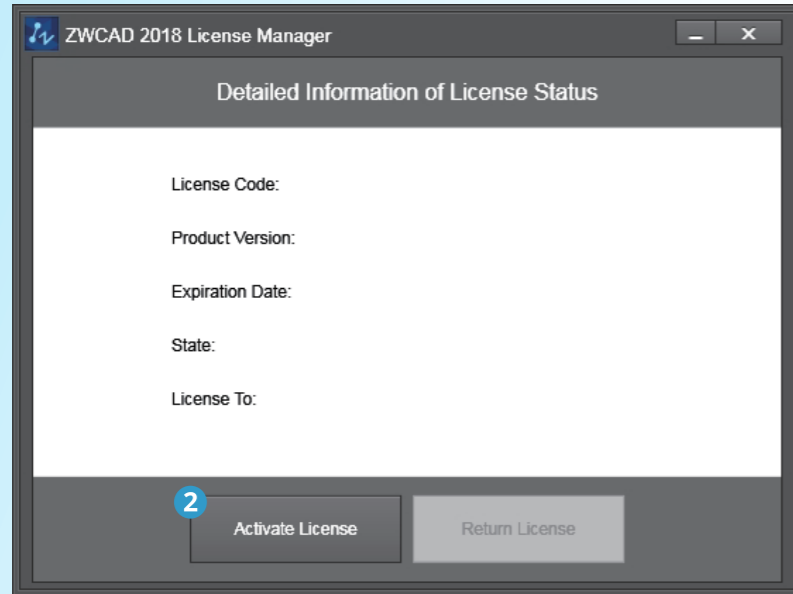 ZWCAD 2018 License Manager
Detailed Information of License Status
License Code:
Product Version:
Expiration Date:
State:
License To:
2
Activate License
Return License